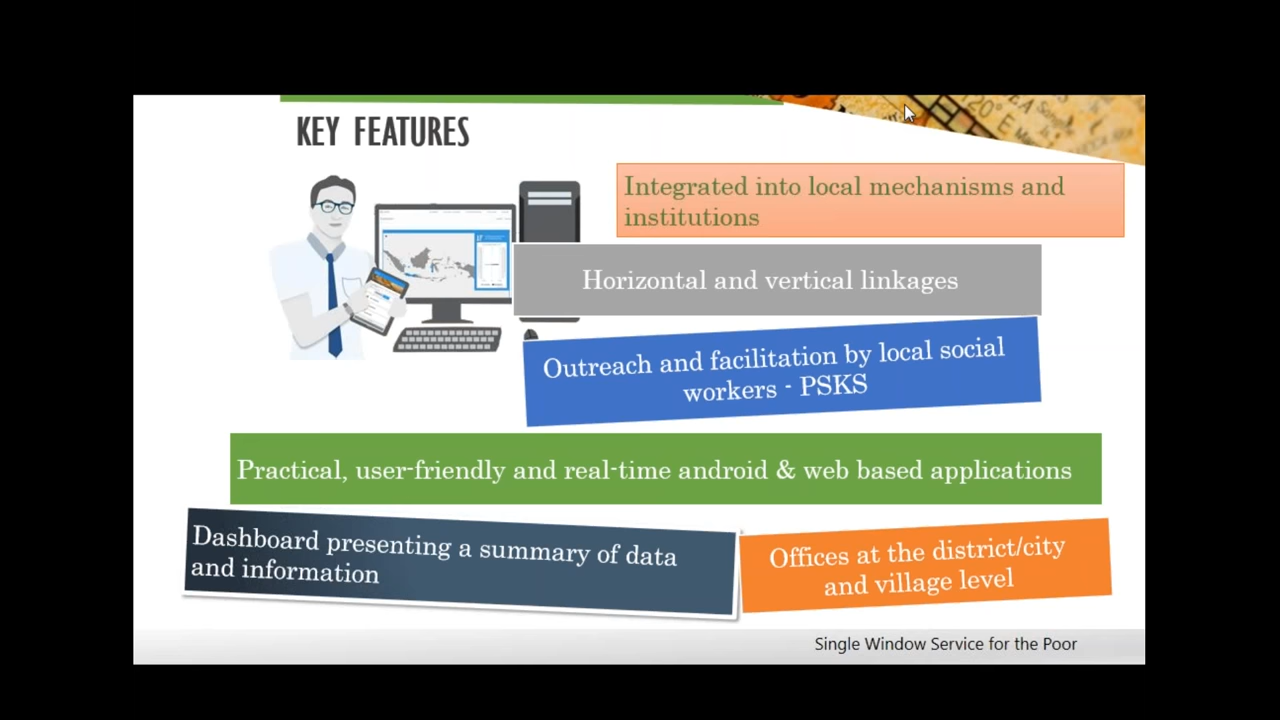 KEY FEATURES
120° E
Integrated into local mechanisms and
institutions
Horizontal and vertical linkages
Outreach and facilitation by local social
workers - PSKS
Practical, user-friendly and real-time android & web based applications
Dashboard presenting a summary of data
and information
Offices at the district/city
and village level
Single Window Service for the Poor